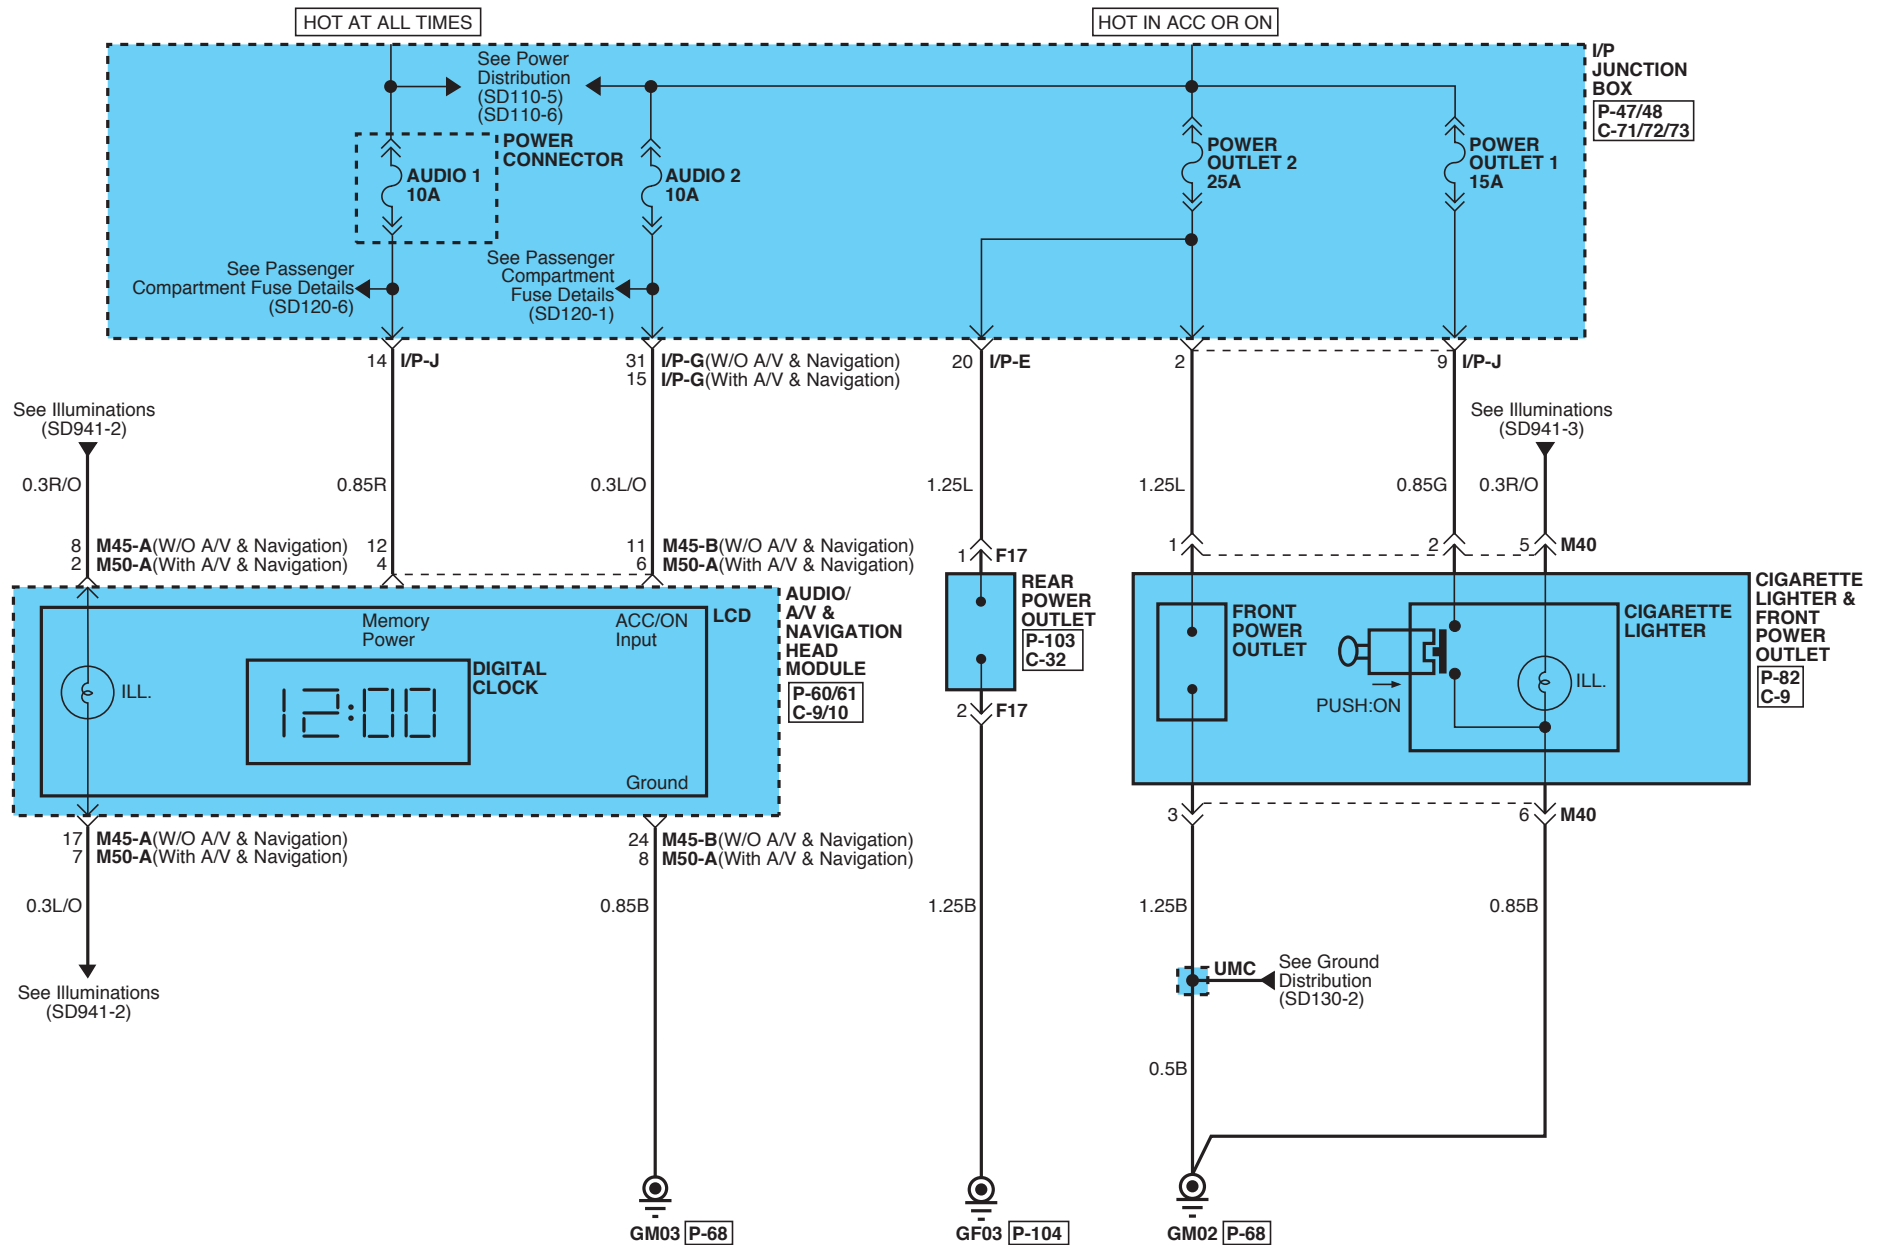 HOT AT ALL TIMES
HOT IN ACC OR ON
See Power
Distribution
(SD110-5)
(SD110-6)
I/P
JUNCTION
BOX
P-47/48
C-71/72/73
POWER
CONNECTOR
AUDIO 1
10A
AUDIO 2
10A
POWER
OUTLET 2
25A
POWER
OUTLET 1
15A
See Passenger
Compartment Fuse Details
(SD120-6)
See Passenger
Compartment
Fuse Details
(SD120-1)
14 I/P-J
31 I/P-G(W/O A/V & Navigation)
15 I/P-G(With A/V & Navigation)
20 I/P-E
2
9 I/P-J
See Illuminations
(SD941-2)
See Illuminations
(SD941-3)
0.3R/O
0.85R
0.3L/O
1.25L
1.25L
0.85G
0.3R/O
8 M45-A(W/O A/V & Navigation)
2 M50-A(With A/V & Navigation)
12
4
11 M45-B(W/O A/V & Navigation)
6 M50-A(With A/V & Navigation)
1 F17
1
2
5 M40
AUDIO/
A/V &
NAVIGATION
HEAD
MODULE
P-60/61
C-9/10
LCD
Memory
Power
ACC/ON
Input
DIGITAL
CLOCK
12:00
ILL.
Ground
REAR
POWER
OUTLET
P-103
C-32
2 F17
FRONT
POWER
OUTLET
CIGARETTE
LIGHTER
PUSH:ON
ILL.
CIGARETTE
LIGHTER &
FRONT
POWER
OUTLET
P-82
C-9
17 M45-A(W/O A/V & Navigation)
7 M50-A(With A/V & Navigation)
24 M45-B(W/O A/V & Navigation)
8 M50-A(With A/V & Navigation)
3
6 M40
0.3L/O
0.85B
1.25B
1.25B
0.85B
See Illuminations
(SD941-2)
UMC
See Ground
Distribution
(SD130-2)
0.5B
GM03 P-68
GF03 P-104
GM02 P-68